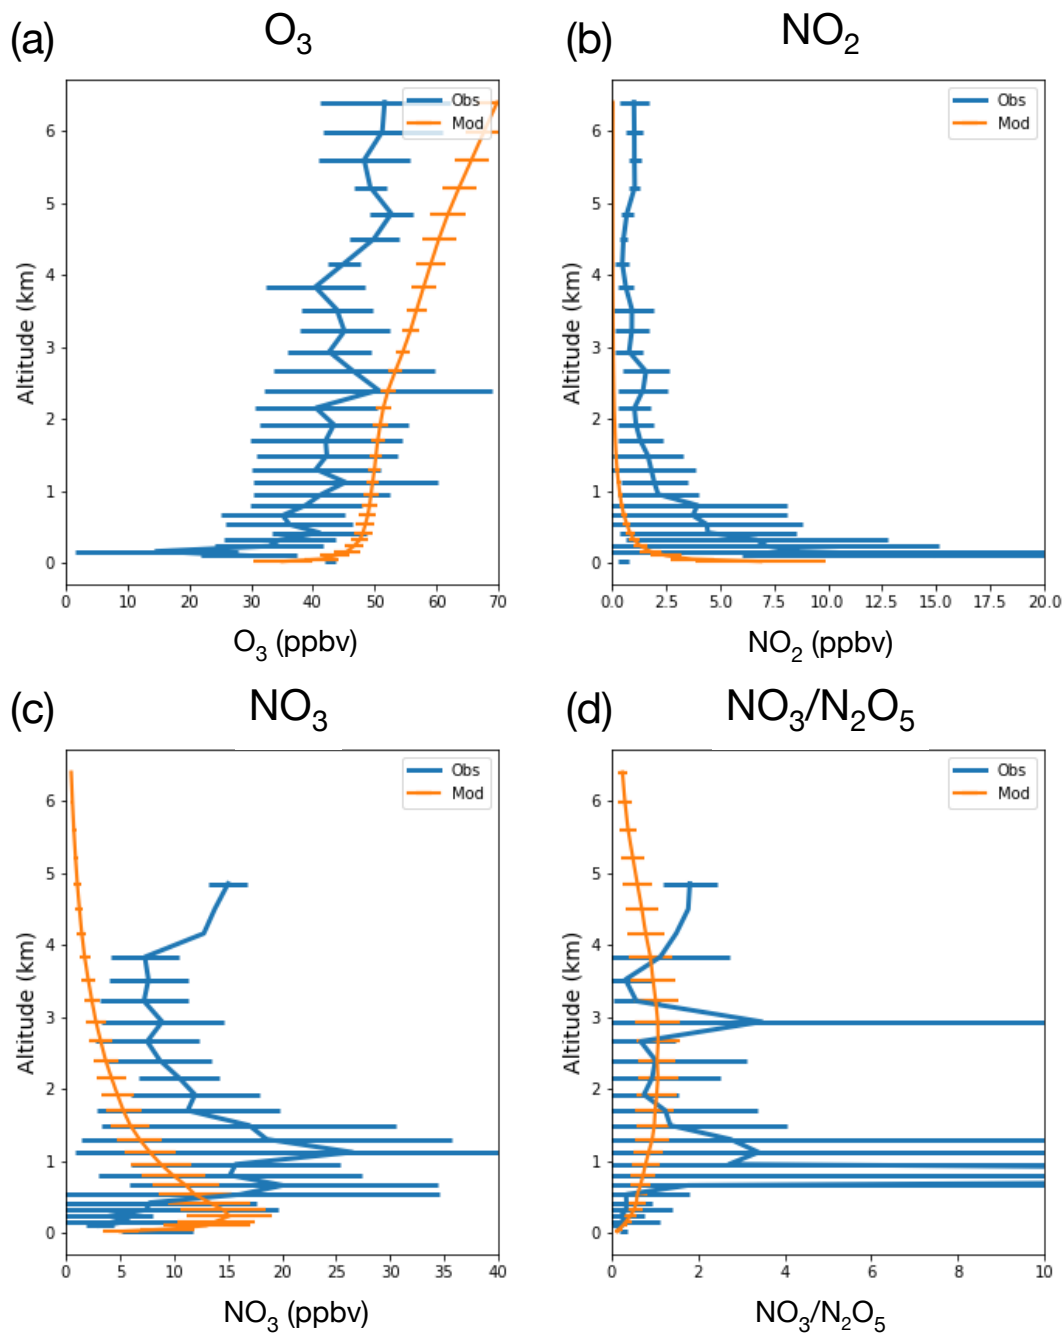 (a) O₃
Obs
Mod
6
5
4
3
2
1
0
Altitude (km)
0 10 20 30 40 50 60 70
O₃ (ppbv)
(b) NO₂
Obs
Mod
6
5
4
3
2
1
0
Altitude (km)
0.0 2.5 5.0 7.5 10.0 12.5 15.0 17.5 20.0
NO₂ (ppbv)
(c) NO₃
Obs
Mod
6
5
4
3
2
1
0
Altitude (km)
0 5 10 15 20 25 30 35 40
NO₃ (ppbv)
(d) NO₃/N₂O₅
Obs
Mod
6
5
4
3
2
1
0
Altitude (km)
0 2 4 6 8 10
NO₃/N₂O₅